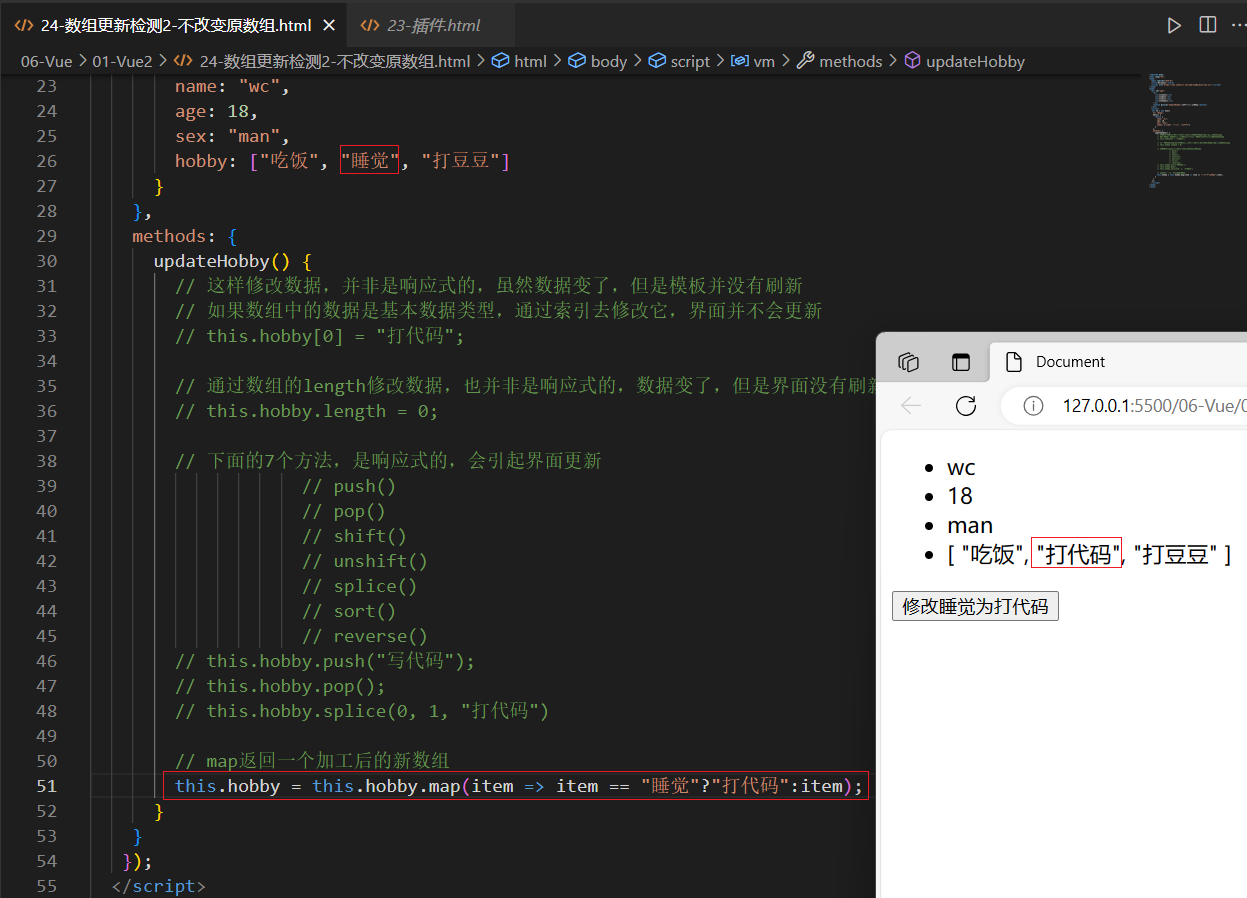 24-数组更新检测2-不改变原数组.html
23-插件.html
06-Vue > 01-Vue2 > 24-数组更新检测2-不改变原数组.html > html > body > script > vm > methods > updateHobby
23 name: "wc",
24 age: 18,
25 sex: "man",
26 hobby: ["吃饭", "睡觉", "打豆豆"]
27 }
28 },
29 methods: {
30 updateHobby() {
31 // 这样修改数据，并非是响应式的，虽然数据变了，但是模板并没有刷新
32 // 如果数组中的数据是基本数据类型，通过索引去修改它，界面并不会更新
33 // this.hobby[0] = "打代码";
34
35 // 通过数组的length修改数据，也并非是响应式的，数据变了，但是界面没有刷新
36 // this.hobby.length = 0;
37
38 // 下面的7个方法，是响应式的，会引起界面更新
39 // push()
40 // pop()
41 // shift()
42 // unshift()
43 // splice()
44 // sort()
45 // reverse()
46 // this.hobby.push("写代码");
47 // this.hobby.pop();
48 // this.hobby.splice(0, 1, "打代码")
49
50 // map返回一个加工后的新数组
51 this.hobby = this.hobby.map(item => item == "睡觉"?"打代码":item);
52 }
53 }
54 });
55 </script>
Document
127.0.0.1:5500/06-Vue/0
• wc
• 18
• man
• [ "吃饭", "打代码", "打豆豆" ]
修改睡觉为打代码